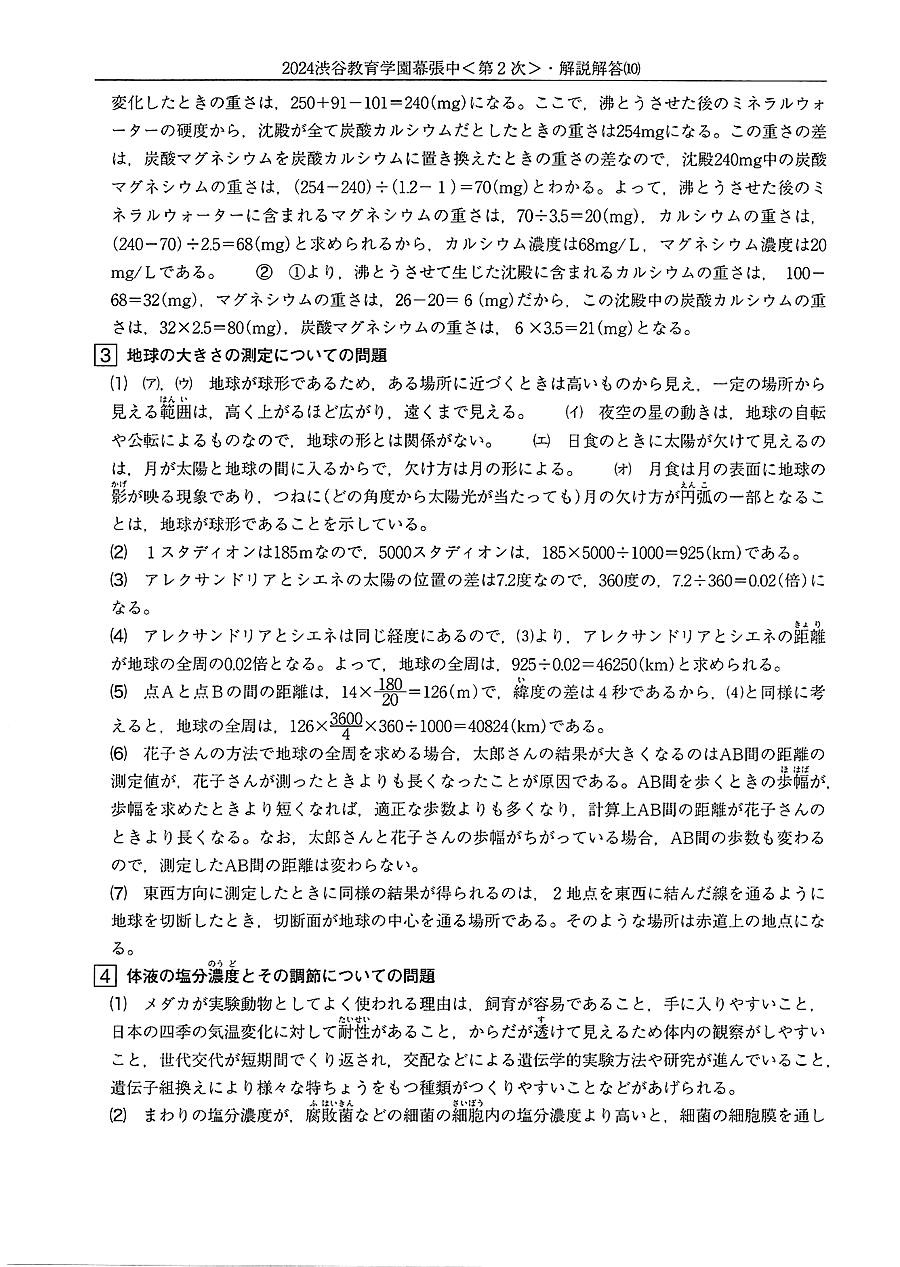 2024渋谷教育学園幕張中<第2次>・解説解答⑽
変化したときの重さは，250+91−101=240(mg)になる。ここで，沸とうさせた後のミネラルウォ
ーターの硬度から，沈殿が全て炭酸カルシウムだとしたときの重さは254mgになる。この重さの差
は，炭酸マグネシウムを炭酸カルシウムに置き換えたときの重さの差なので，沈殿240mg中の炭酸
マグネシウムの重さは，(254−240)÷(1.2−1)=70(mg)とわかる。よって，沸とうさせた後のミ
ネラルウォーターに含まれるマグネシウムの重さは，70÷3.5=20(mg)，カルシウムの重さは，
(240−70)÷2.5=68(mg)と求められるから，カルシウム濃度は68mg/L，マグネシウム濃度は20
mg/Lである。　② ①より，沸とうさせて生じた沈殿に含まれるカルシウムの重さは， 100−
68=32(mg)，マグネシウムの重さは，26−20=6(mg)だから，この沈殿中の炭酸カルシウムの重
さは，32×2.5=80(mg)，炭酸マグネシウムの重さは，6×3.5=21(mg)となる。
3 地球の大きさの測定についての問題
⑴ ㋐，㋒ 地球が球形であるため，ある場所に近づくときは高いものから見え，一定の場所から
はんい
見える範囲は，高く上がるほど広がり，遠くまで見える。　㋑ 夜空の星の動きは，地球の自転
や公転によるものなので，地球の形とは関係がない。　㋓ 日食のときに太陽が欠けて見えるの
は，月が太陽と地球の間に入るからで，欠け方は月の形による。　㋔ 月食は月の表面に地球の
かげ　えんこ
影が映る現象であり，つねに(どの角度から太陽光が当たっても)月の欠け方が円弧の一部となるこ
とは，地球が球形であることを示している。
⑵ 1スタディオンは185mなので，5000スタディオンは，185×5000÷1000=925(km)である。
⑶ アレクサンドリアとシエネの太陽の位置の差は7.2度なので，360度の，7.2÷360=0.02(倍)に
なる。
きょり
⑷ アレクサンドリアとシエネは同じ経度にあるので，⑶より，アレクサンドリアとシエネの距離
が地球の全周の0.02倍となる。よって，地球の全周は，925÷0.02=46250(km)と求められる。
い
⑸ 点Aと点Bの間の距離は，14×180/20=126(m)で，緯度の差は4秒であるから，⑷と同様に考
えると，地球の全周は，126×3600/4×360÷1000=40824(km)である。
⑹ 花子さんの方法で地球の全周を求める場合，太郎さんの結果が大きくなるのはAB間の距離の
ほはば
測定値が，花子さんが測ったときよりも長くなったことが原因である。AB間を歩くときの歩幅が，
歩幅を求めたときより短くなれば，適正な歩数よりも多くなり，計算上AB間の距離が花子さんの
ときより長くなる。なお，太郎さんと花子さんの歩幅がちがっている場合，AB間の歩数も変わる
ので，測定したAB間の距離は変わらない。
⑺ 東西方向に測定したときに同様の結果が得られるのは，2地点を東西に結んだ線を通るように
地球を切断したとき，切断面が地球の中心を通る場所である。そのような場所は赤道上の地点にな
る。
のうど
4 体液の塩分濃度とその調節についての問題
⑴ メダカが実験動物としてよく使われる理由は，飼育が容易であること，手に入りやすいこと，
たいせい　す
日本の四季の気温変化に対して耐性があること，からだが透けて見えるため体内の観察がしやすい
こと，世代交代が短期間でくり返され，交配などによる遺伝学的実験方法や研究が進んでいること，
遺伝子組換えにより様々な特ちょうをもつ種類がつくりやすいことなどがあげられる。
ふはいきん　さいぼう
⑵ まわりの塩分濃度が，腐敗菌などの細菌の細胞内の塩分濃度より高いと，細菌の細胞膜を通し